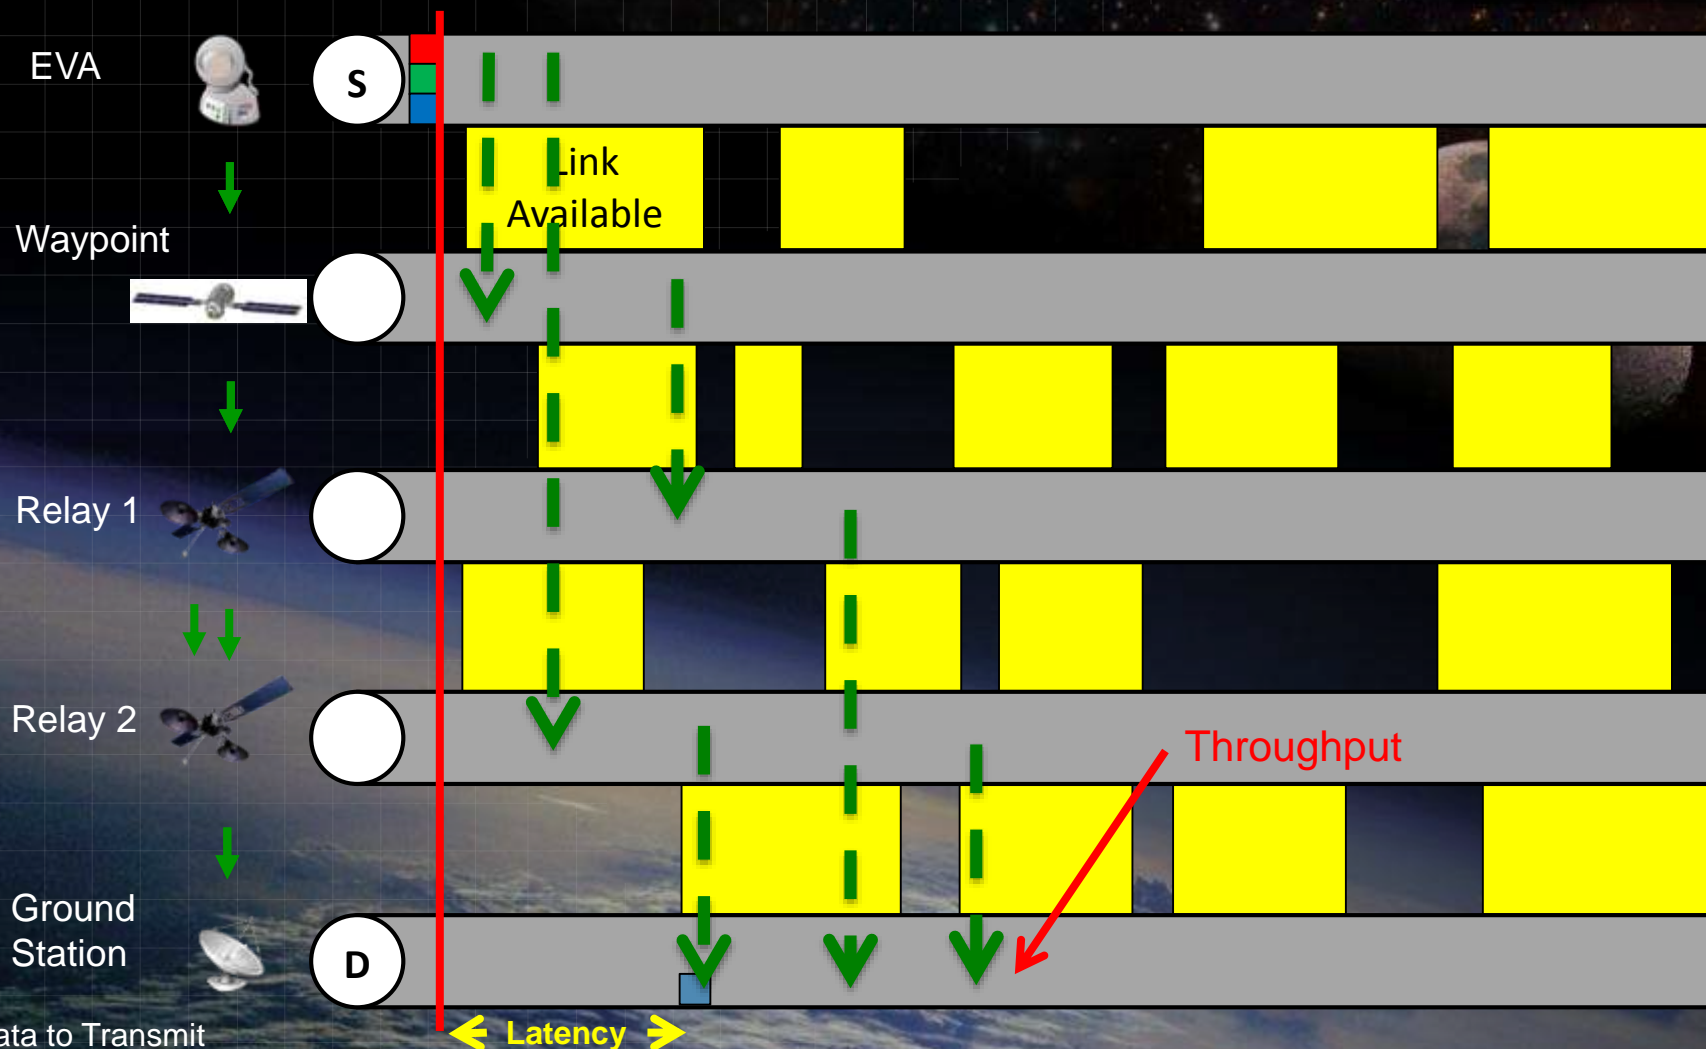 EVA
S
Link
Available
Waypoint
Relay 1
Relay 2
Throughput
Ground
Station
D
ata to Transmit
Latency